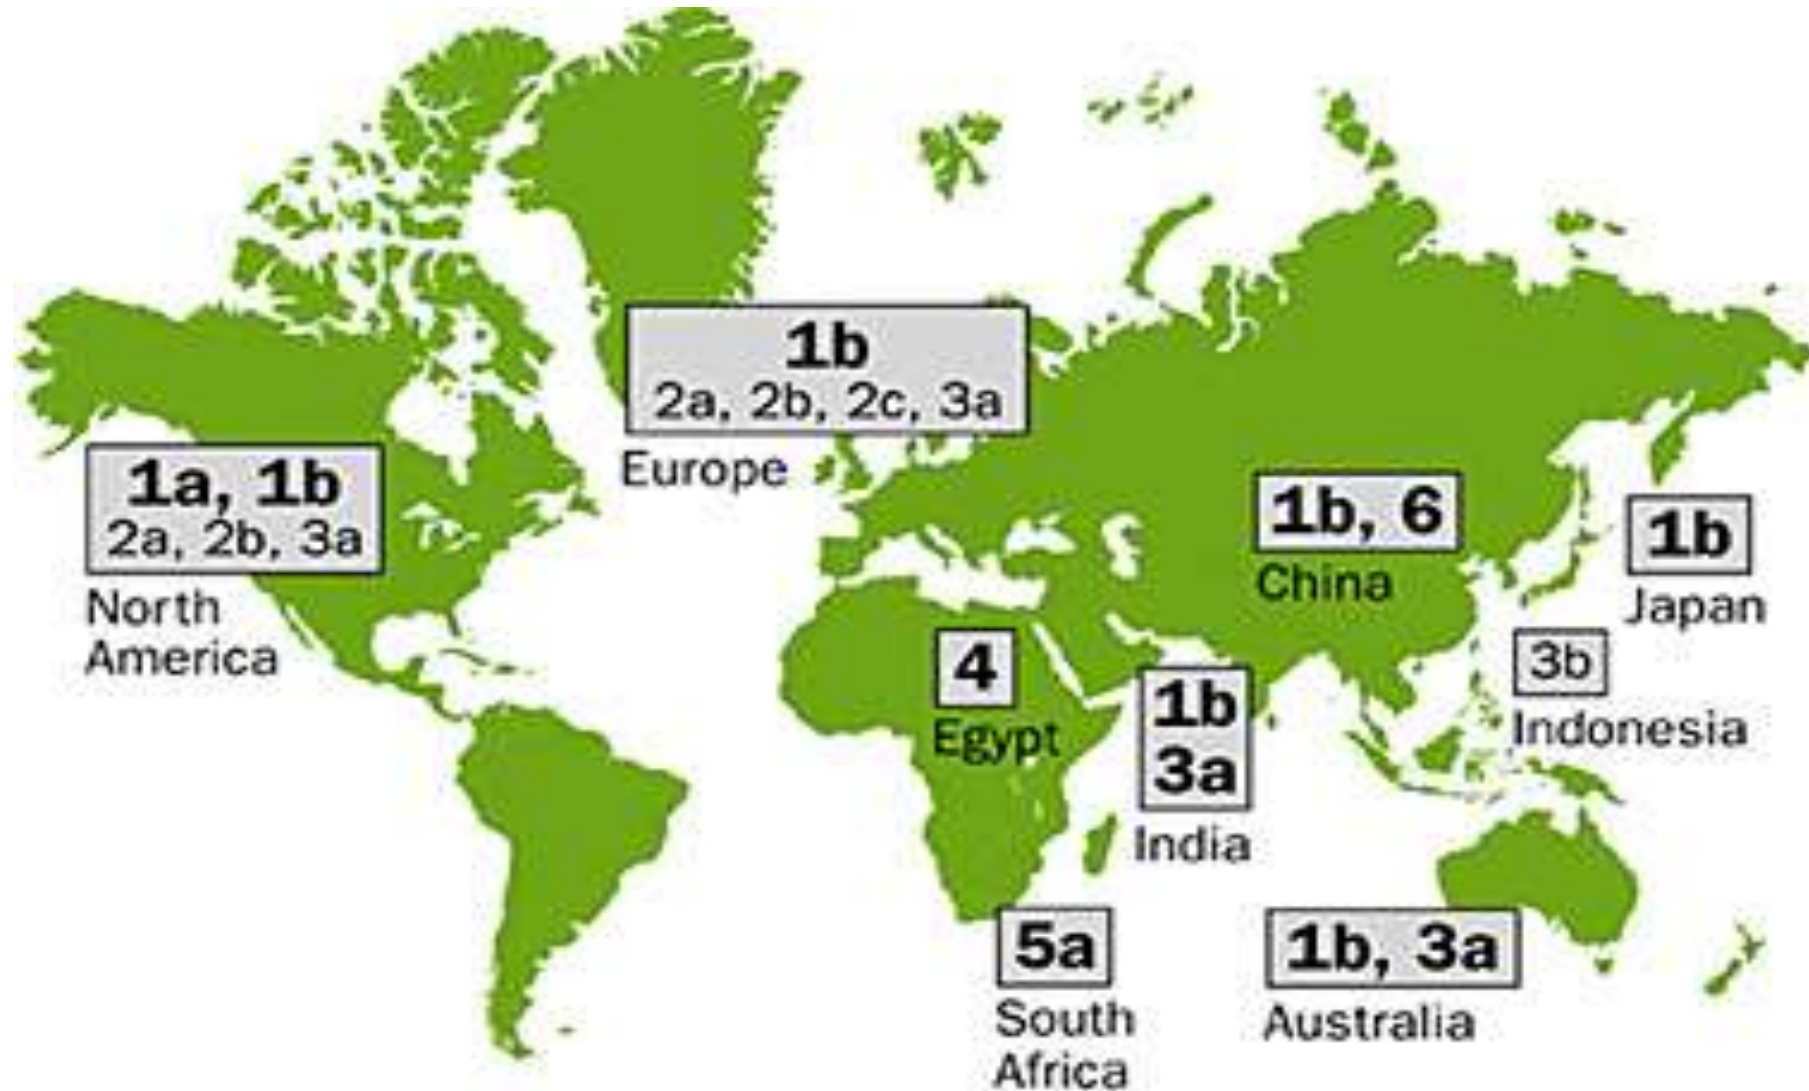 1b
2a, 2b, 2c, 3a
Europe
1a, 1b
2a, 2b, 3a
North
America
1b, 6
China
1b
Japan
4
Egypt
1b
3a
India
3b
Indonesia
5a
South
Africa
1b, 3a
Australia